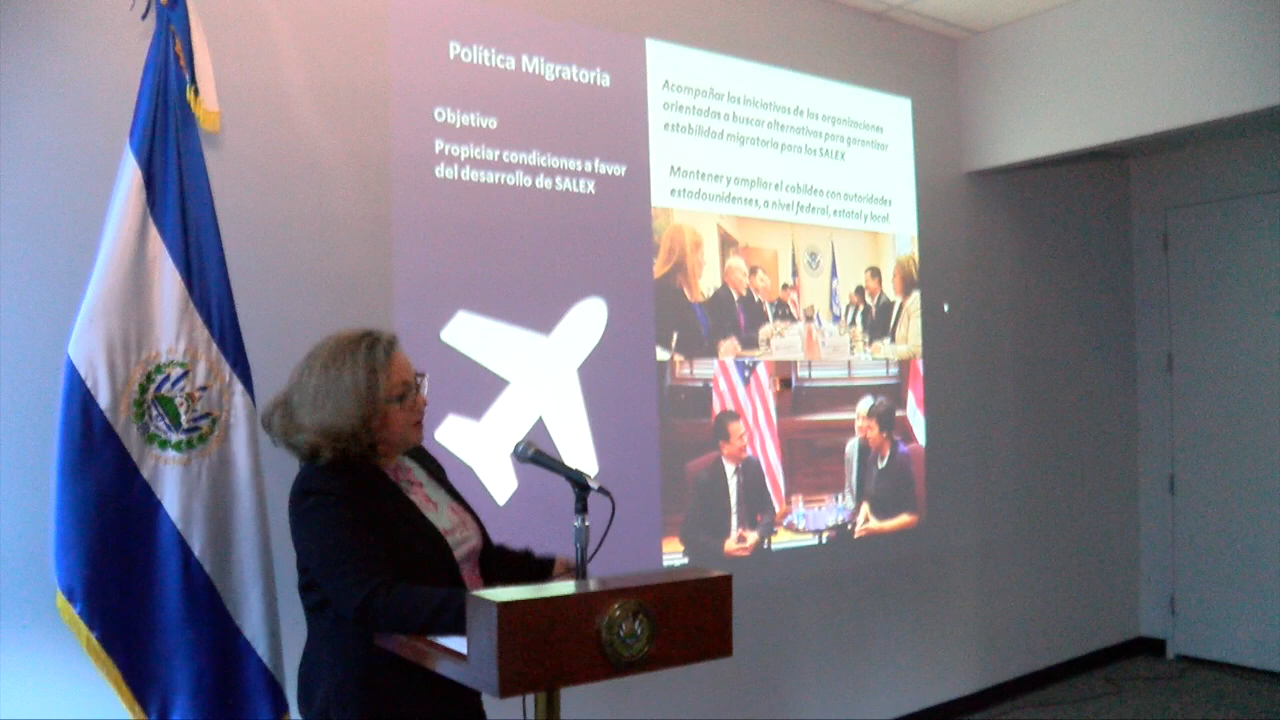 Política Migratoria
Objetivo
Propiciar condiciones a favor
del desarrollo de SALEX
Acompañar las iniciativas de las organizaciones
orientadas a buscar alternativas para garantizar
estabilidad migratoria para los SALEX
Mantener y ampliar el cabildeo con autoridades
estadounidenses, a nivel federal, estatal y local.